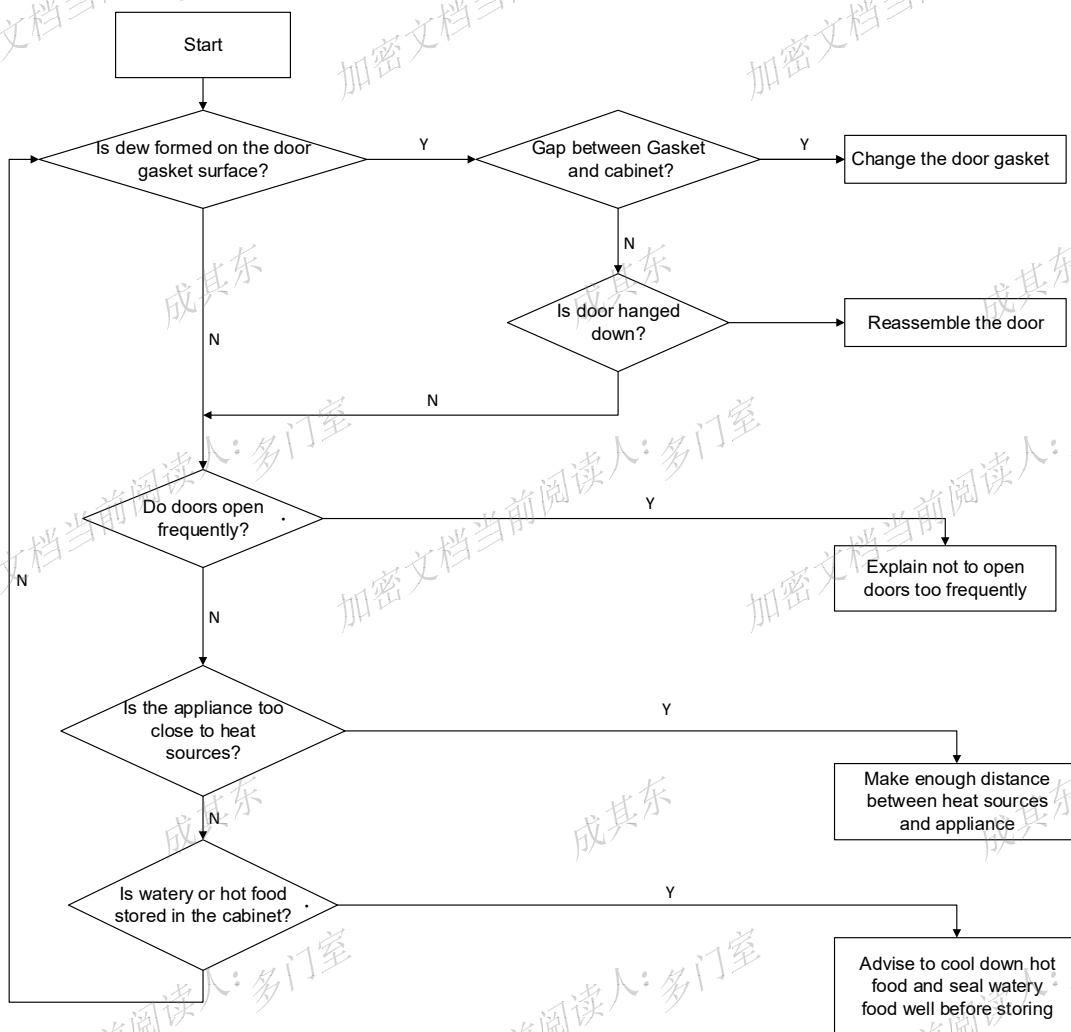 Start
Is dew formed on the door
gasket surface?
Y
Gap between Gasket
and cabinet?
Y
Change the door gasket
N
Is door hanged
down?
Reassemble the door
N
N
Do doors open
frequently?
Y
Explain not to open
doors too frequently
N
N
Is the appliance too
close to heat
sources?
Y
Make enough distance
between heat sources
and appliance
N
Is watery or hot food
stored in the cabinet?
Y
Advise to cool down hot
food and seal watery
food well before storing
加密文档当前阅读人：多门室
成其东